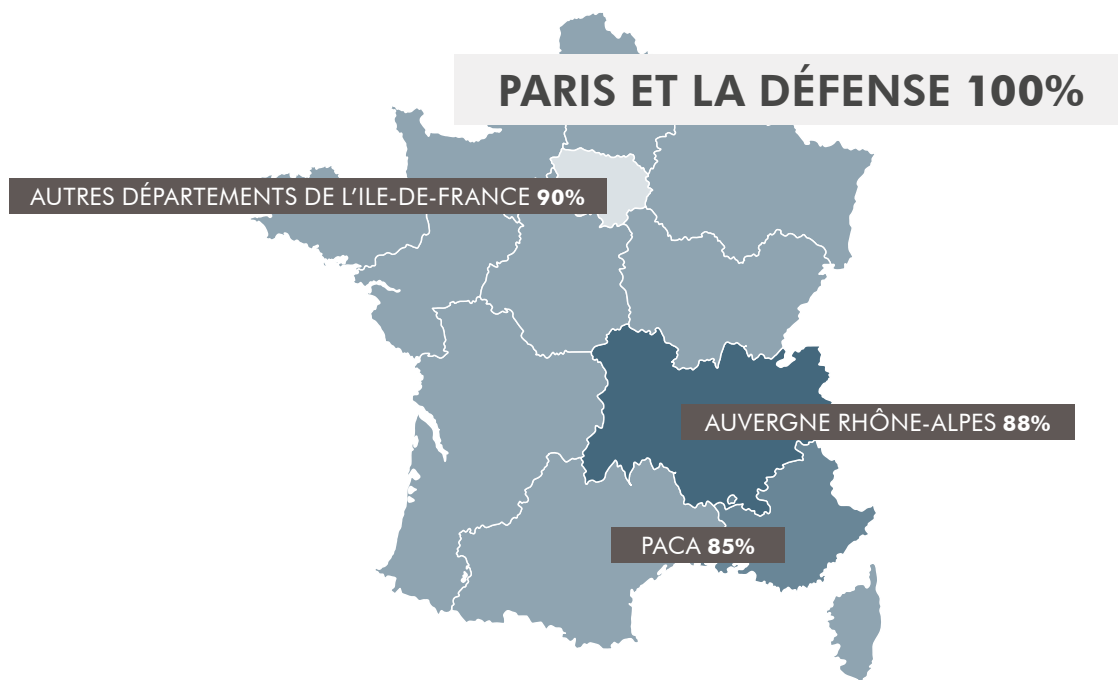 PARIS ET LA DÉFENSE 100%
AUTRES DÉPARTEMENTS DE L'ILE-DE-FRANCE 90%
AUVERGNE RHÔNE-ALPES 88%
PACA 85%